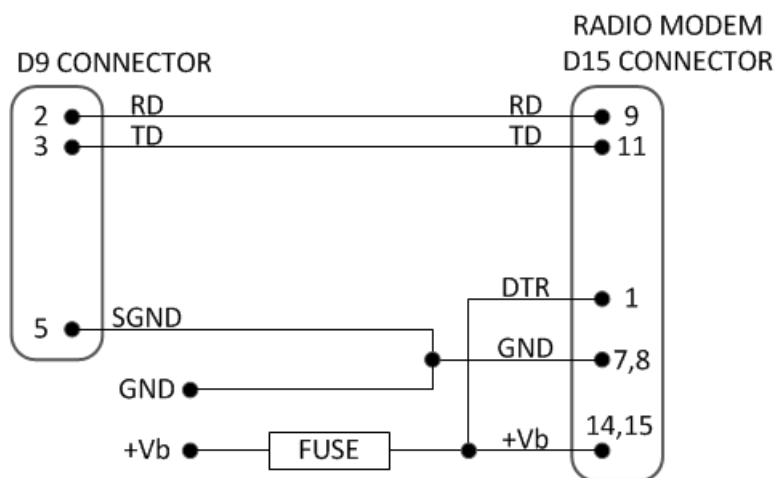 RADIO MODEM
D9 CONNECTOR D15 CONNECTOR
2 RD RD 9
3 TD TD 11
DTR 1
5 SGND
GND 7,8
GND
14,15
+Vb FUSE +Vb